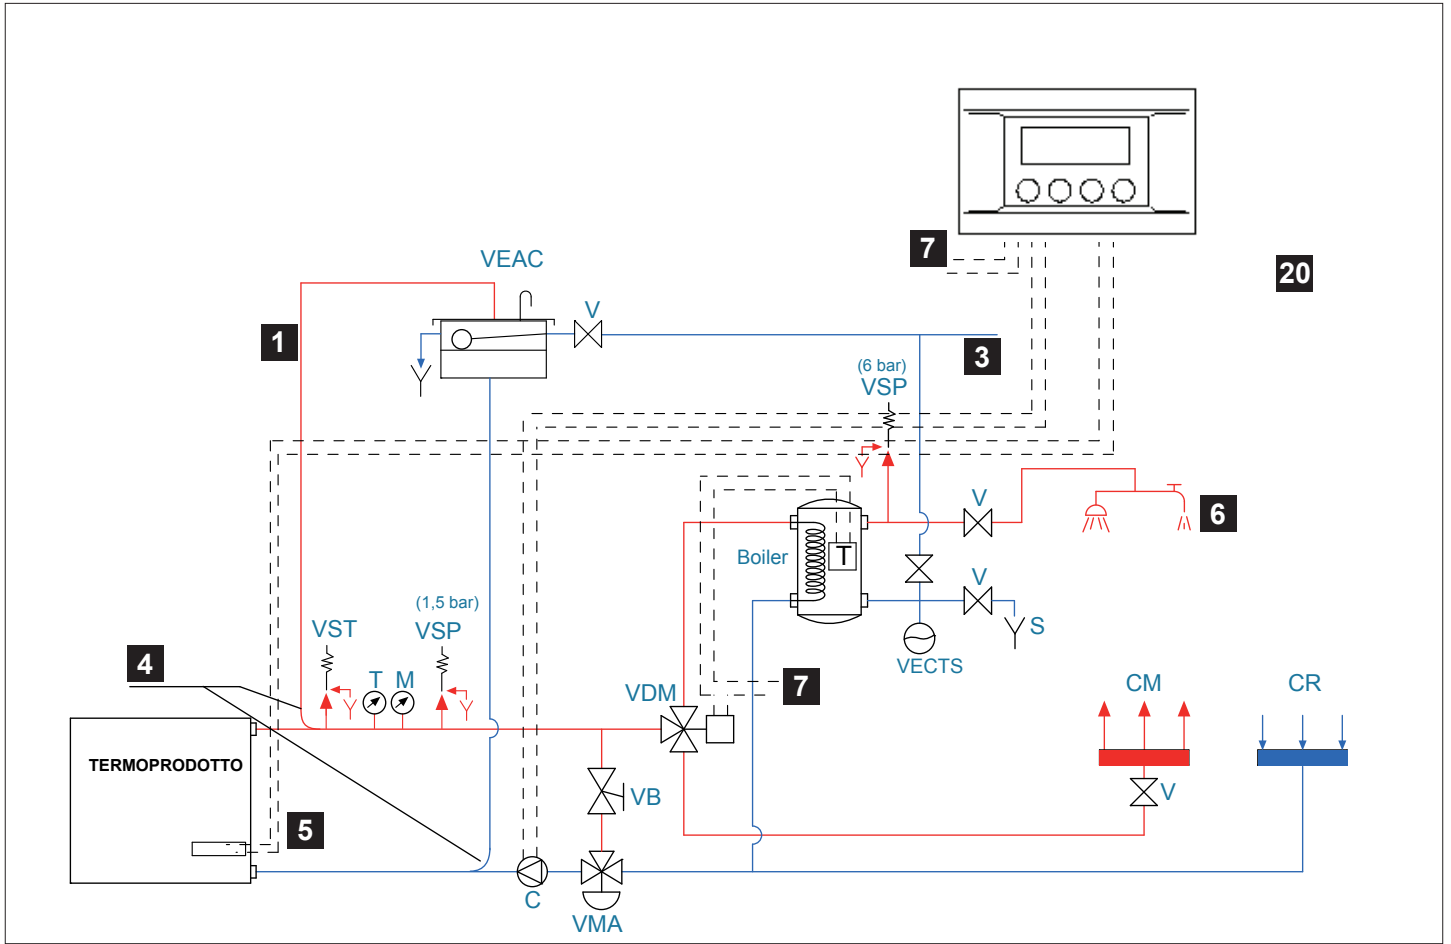 7
20
VEAC
V
1
3
(6 bar)
VSP
V
6
Boiler
T
V
S
VECTS
(1,5 bar)
VST
VSP
4
T
M
7
VDM
CM
CR
TERMOPRODOTTO
VB
V
5
C
VMA